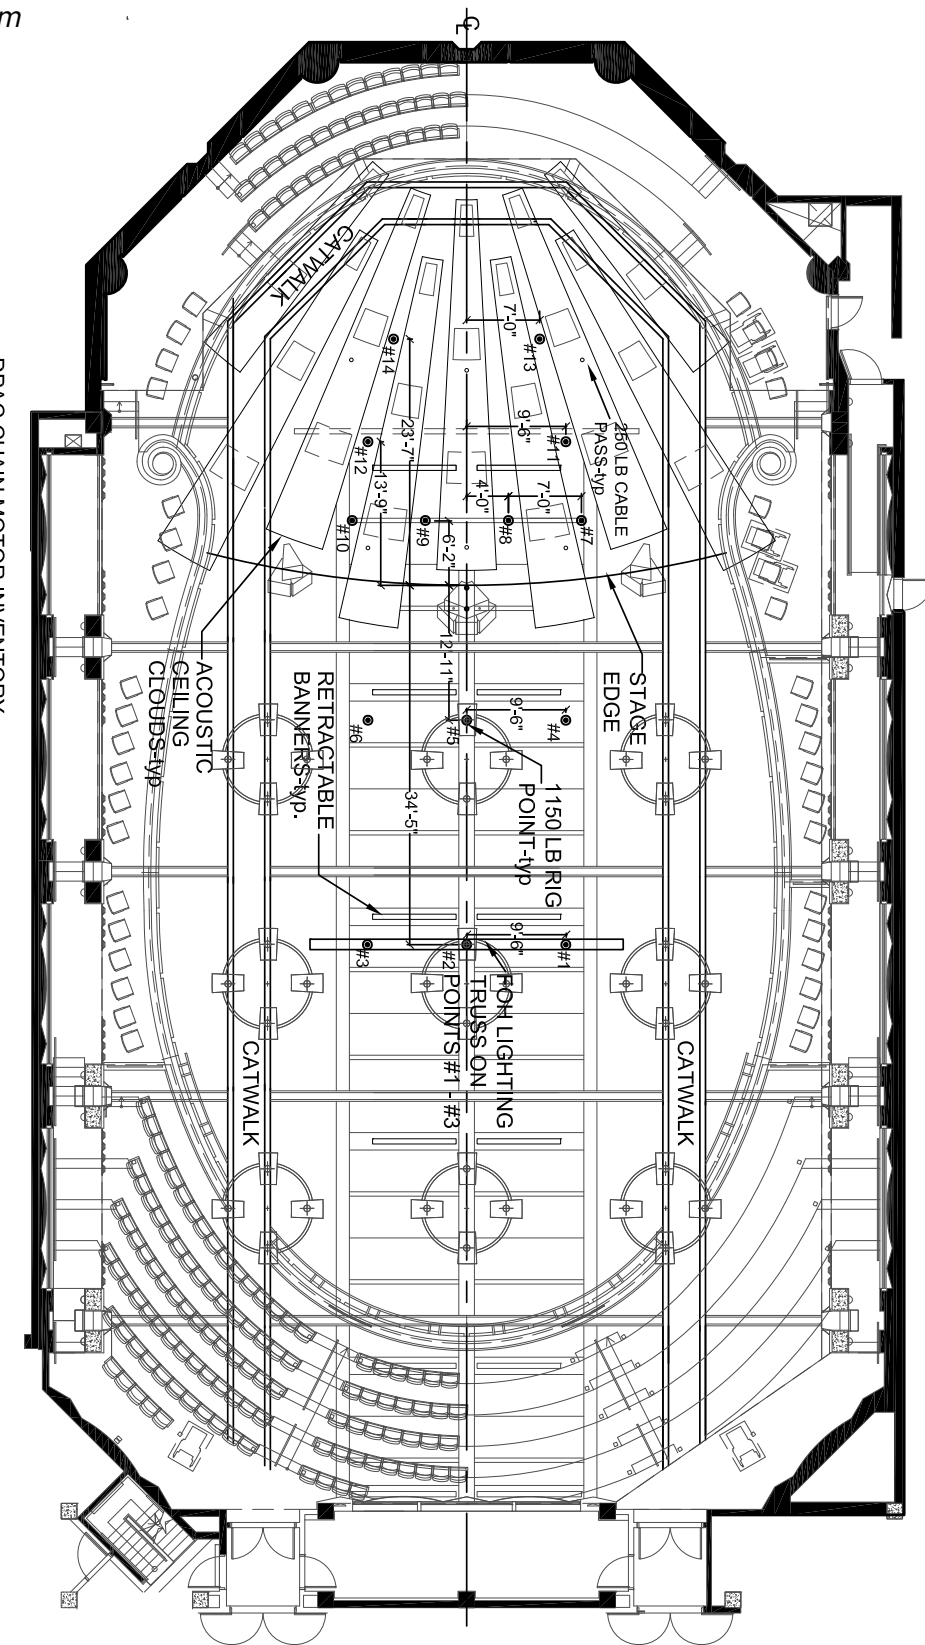 m
CL
CATWALK
7'-0"
#13
#14
250 LB CABLE
PASS-typ
9'-6"
#11
23'-7"
#12
13'-9"
4'-0"
7'-0"
#7
#8
#9
#10
6'-2"
12'-11"
STAGE
EDGE
ACOUSTIC
CEILING
CLOUDS-typ
RETRACTABLE
BANNERS-typ.
9'-6"
#4
#5
#6
1150 LB RIG
POINT-typ
34'-5"
9'-6"
#1
#2
#3
FOH LIGHTING
TRUSS ON
POINTS #1 - #3
CATWALK
CATWALK